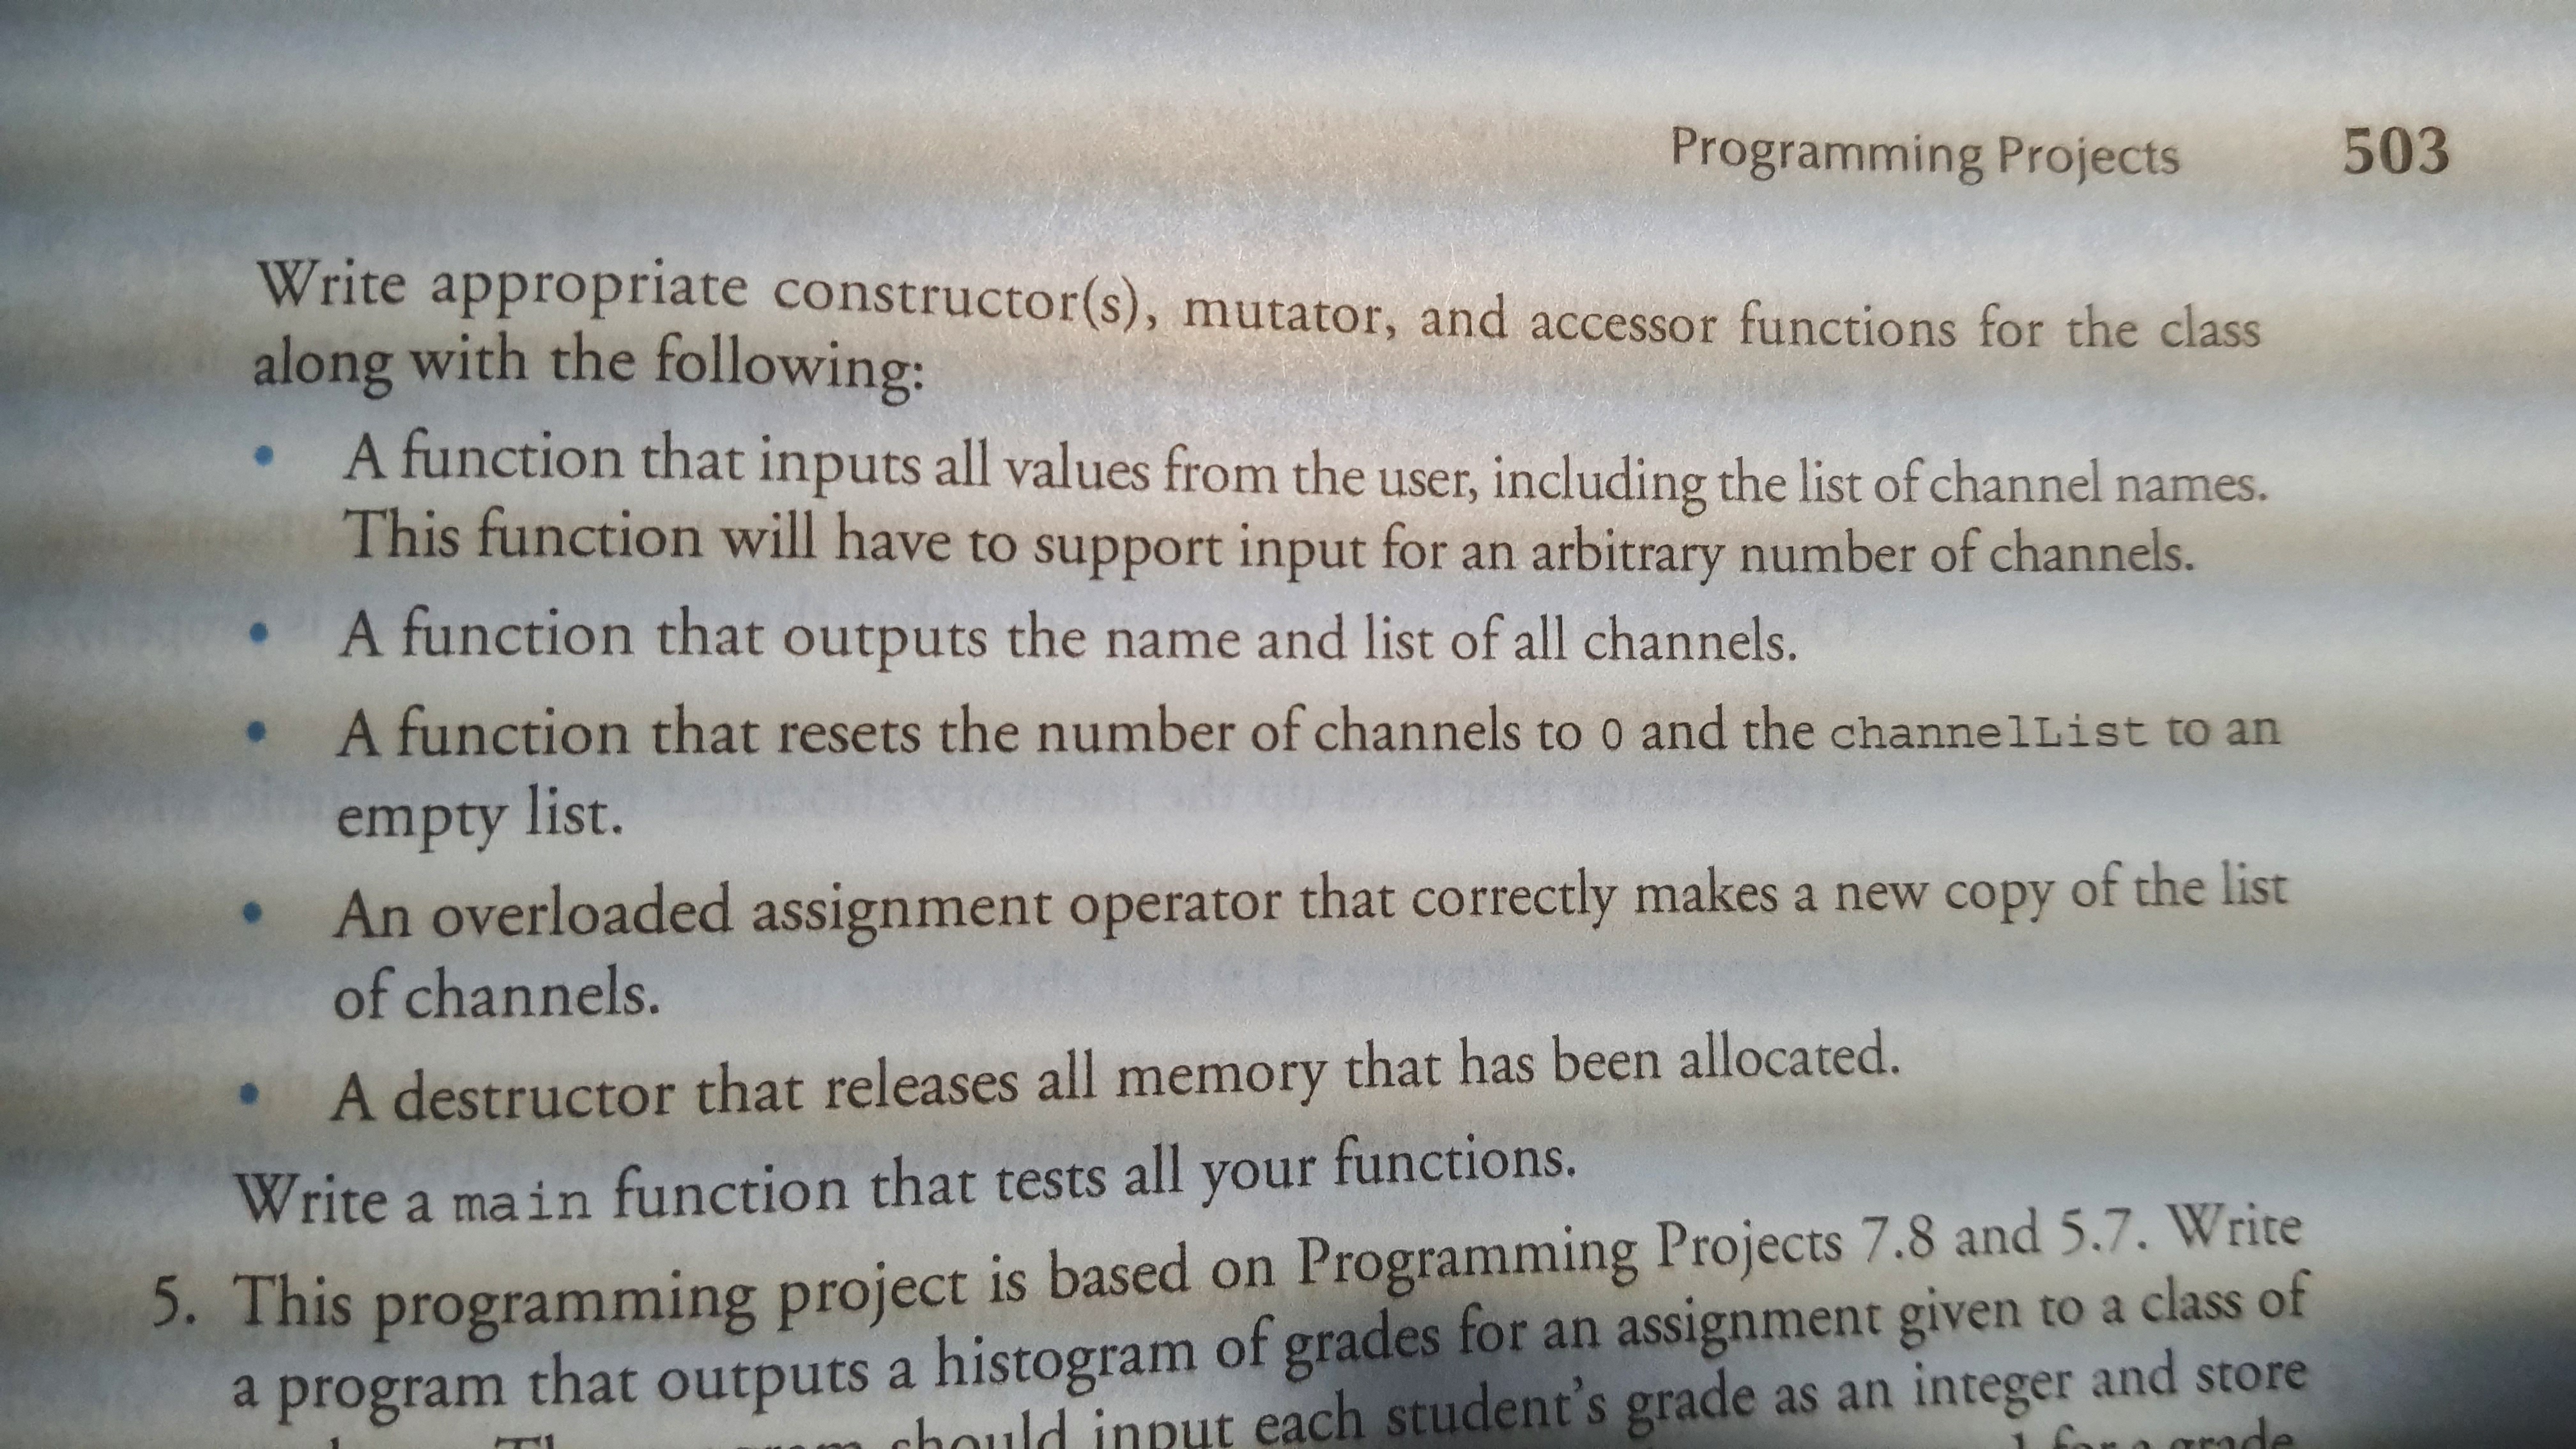 Programming Projects 503
Write appropriate constructor(s), mutator, and accessor functions for the class
along with the following:
• A function that inputs all values from the user, including the list of channel names.
This function will have to support input for an arbitrary number of channels.
• A function that outputs the name and list of all channels.
• A function that resets the number of channels to 0 and the channelList to an
empty list.
• An overloaded assignment operator that correctly makes a new copy of the list
of channels.
• A destructor that releases all memory that has been allocated.
Write a main function that tests all your functions.
5. This programming project is based on Programming Projects 7.8 and 5.7. Write
a program that outputs a histogram of grades for an assignment given to a class of
should input each student's grade as an integer and store
for a grade